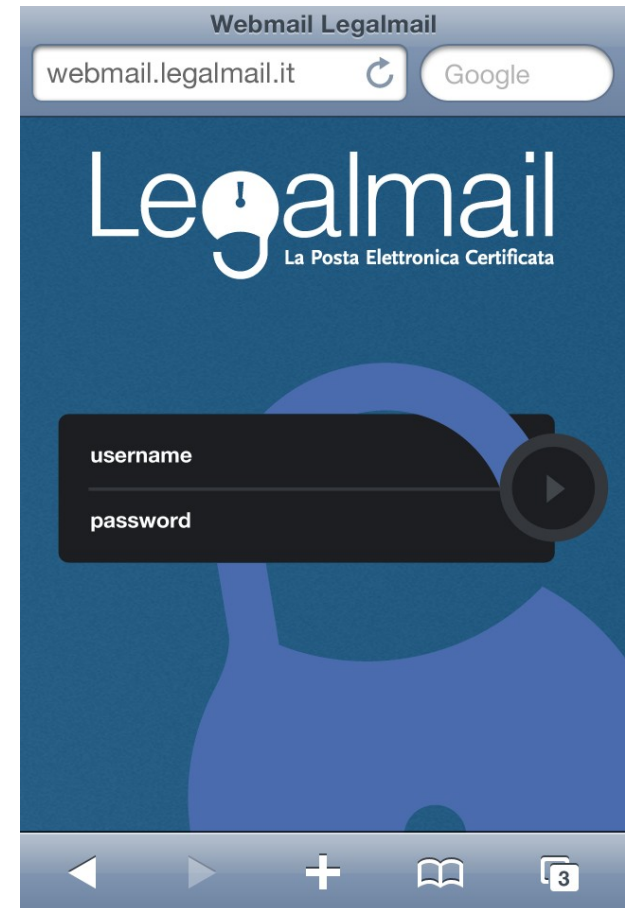 Webmail Legalmail
webmail.legalmail.it
Google
Legalmail
La Posta Elettronica Certificata
username
password
3